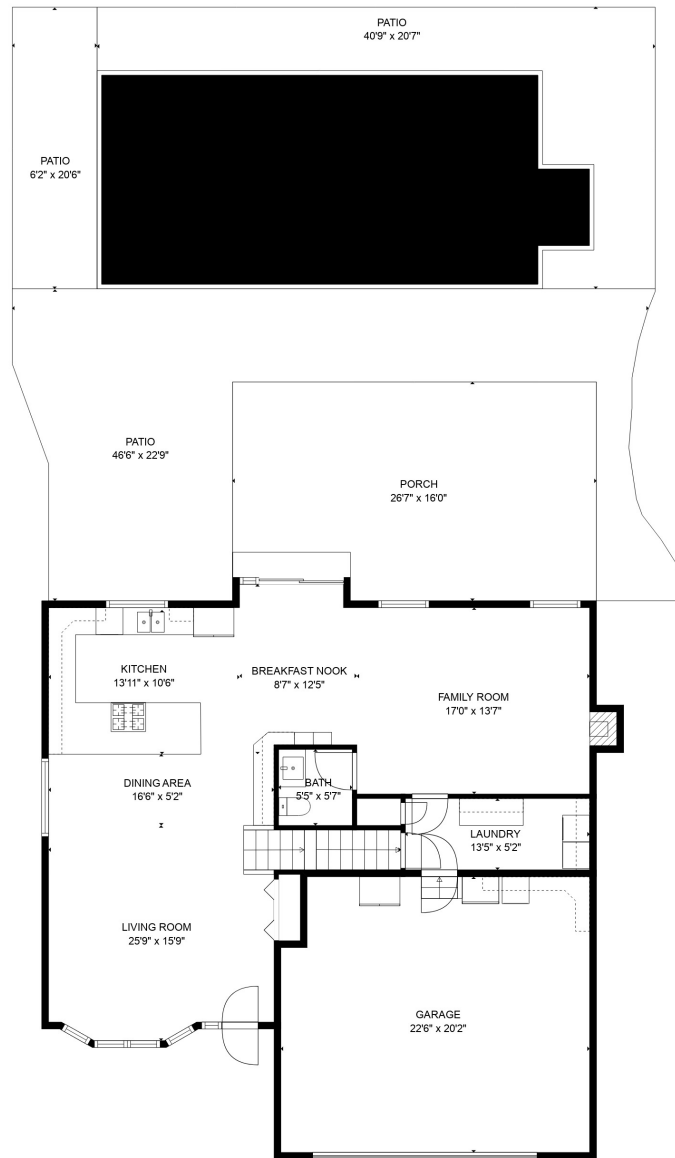 PATIO
40'9" x 20'7"
PATIO
6'2" x 20'6"
PATIO
46'6" x 22'9"
PORCH
26'7" x 16'0"
KITCHEN
13'11" x 10'6"
BREAKFAST NOOK
8'7" x 12'5"
FAMILY ROOM
17'0" x 13'7"
DINING AREA
16'6" x 5'2"
BATH
5'5" x 5'7"
LAUNDRY
13'5" x 5'2"
LIVING ROOM
25'9" x 15'9"
GARAGE
22'6" x 20'2"